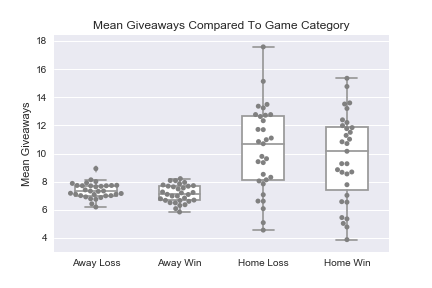 Mean Giveaways Compared To Game Category
18
16
14
12
10
8
6
4
Mean Giveaways
Away Loss
Away Win
Home Loss
Home Win